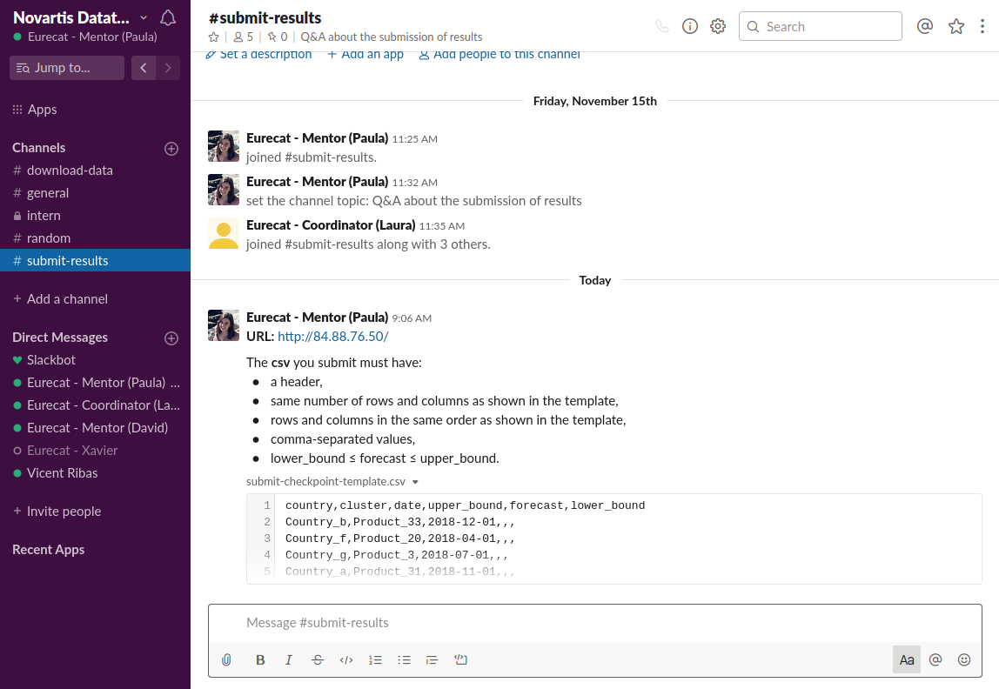 Novartis Datat...
Eurecat - Mentor (Paula)
Jump to...
Apps
Channels
# download-data
# general
intern
# random
# submit-results
+ Add a channel
Direct Messages
Slackbot
Eurecat - Mentor (Paula) ...
Eurecat - Coordinator (La...
Eurecat - Mentor (David)
Eurecat - Xavier
Vicent Ribas
+ Invite people
Recent Apps
#submit-results
5 | 0 | Q&A about the submission of results
Search
Set a description + Add an app Add people to this channel
Friday, November 15th
Eurecat - Mentor (Paula) 11:25 AM
joined #submit-results.
Eurecat - Mentor (Paula) 11:32 AM
set the channel topic: Q&A about the submission of results
Eurecat - Coordinator (Laura) 11:35 AM
joined #submit-results along with 3 others.
Today
Eurecat - Mentor (Paula) 9:06 AM
URL: http://84.88.76.50/
The csv you submit must have:
● a header,
● same number of rows and columns as shown in the template,
● rows and columns in the same order as shown in the template,
● comma-separated values,
● lower_bound ≤ forecast ≤ upper_bound.
submit-checkpoint-template.csv
1 country,cluster,date,upper_bound,forecast,lower_bound
2 Country_b,Product_33,2018-12-01,,,
3 Country_f,Product_20,2018-04-01,,,
4 Country_g,Product_3,2018-07-01,,,
5 Country_a,Product_31,2018-11-01,,,
Message #submit-results
B I S </> Aa @